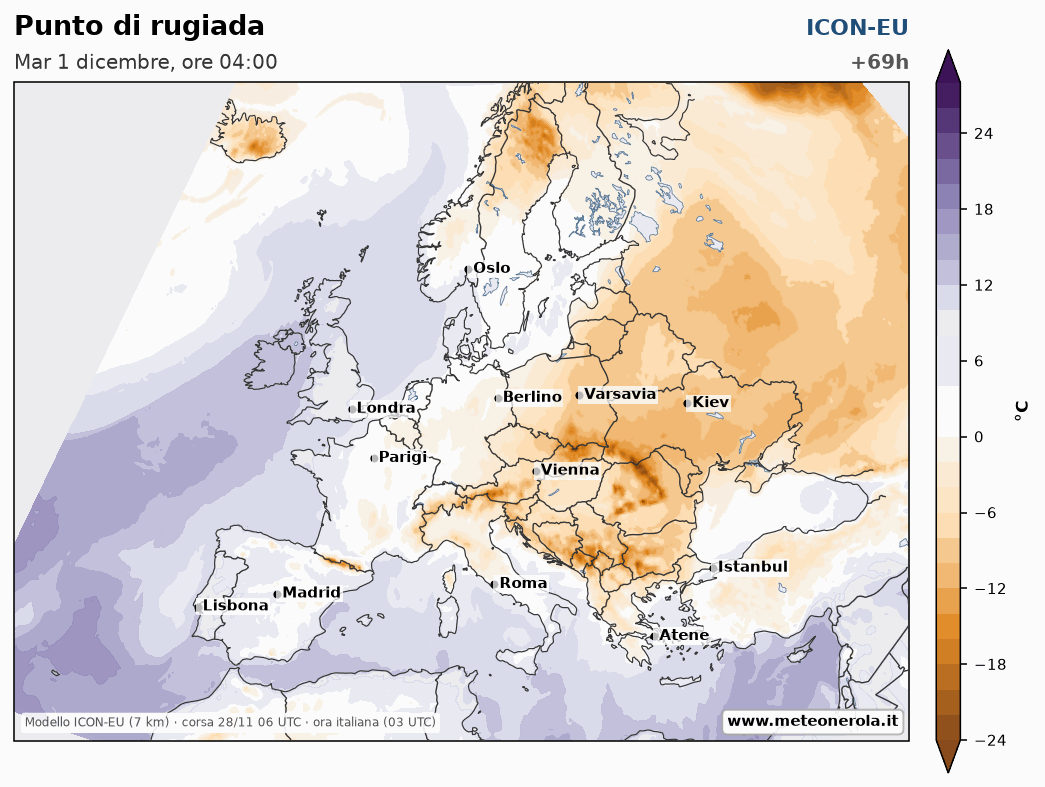 Punto di rugiada
ICON-EU
Mar 1 dicembre, ore 04:00
+69h
Oslo
Londra
Berlino
Varsavia
Kiev
Parigi
Vienna
Madrid
Lisbona
Roma
Istanbul
Atene
Modello ICON-EU (7 km) · corsa 28/11 06 UTC · ora italiana (03 UTC)
www.meteonerola.it
24
18
12
6
0
−6
−12
−18
−24
°C